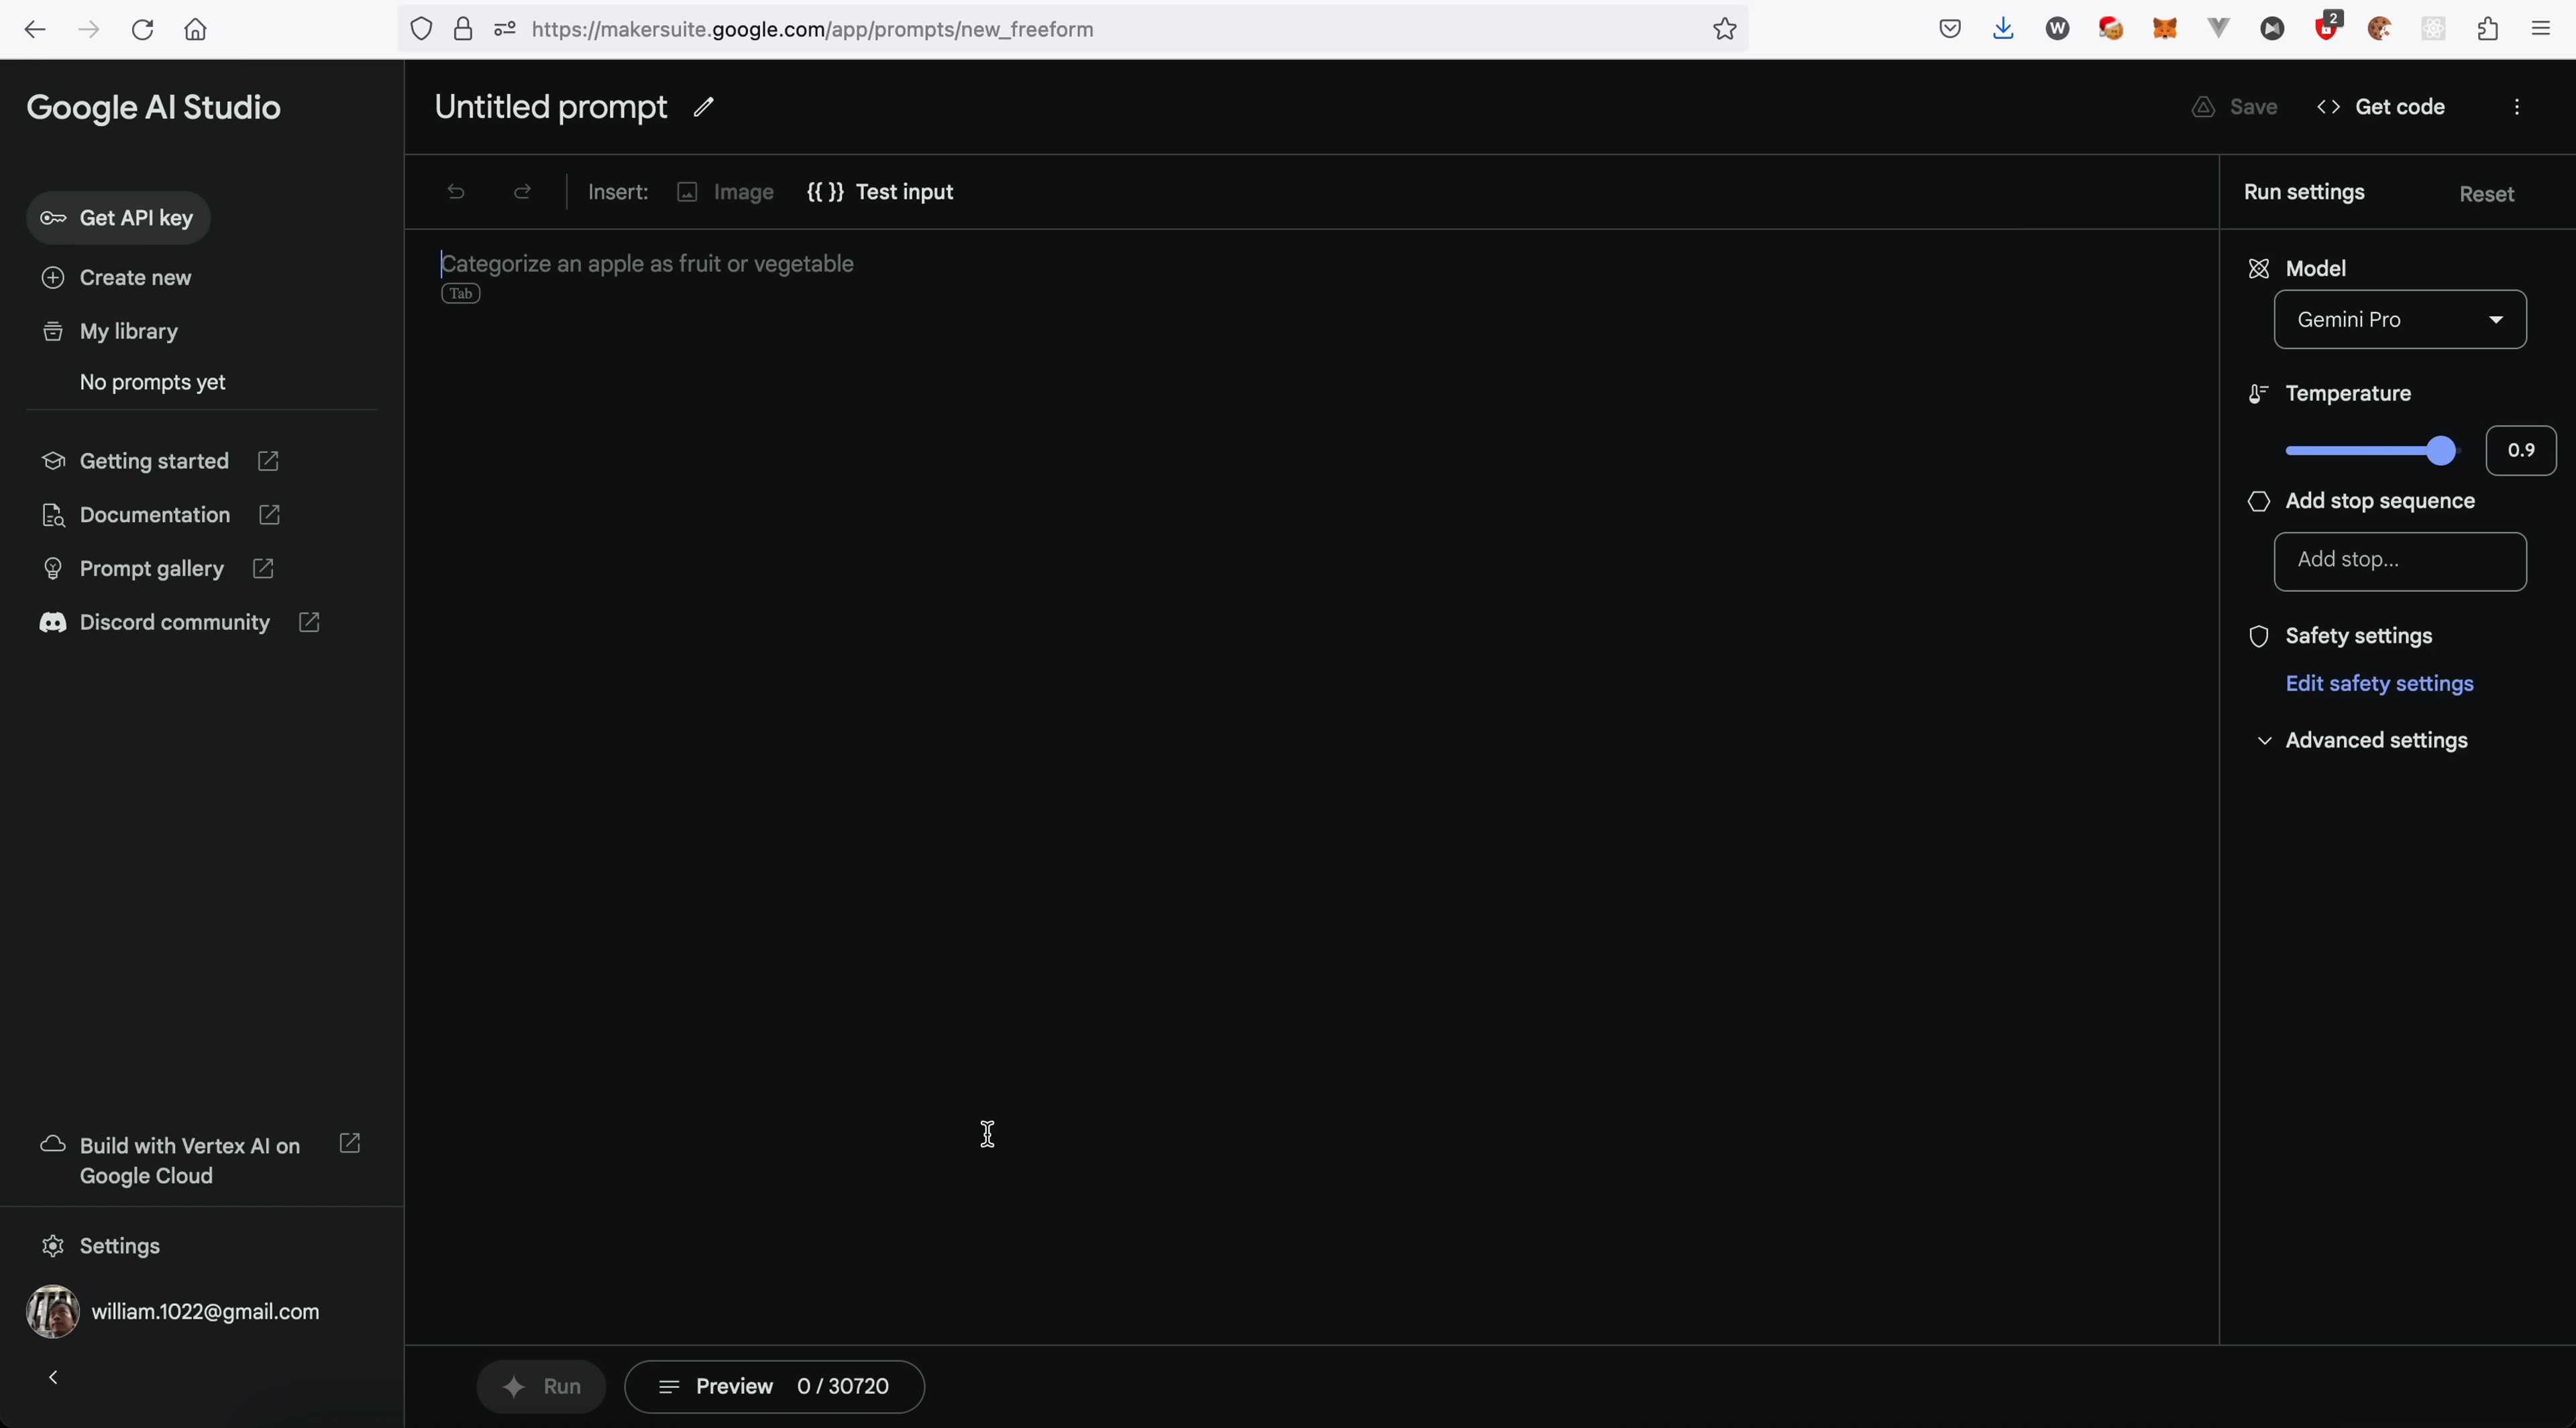 https://makersuite.google.com/app/prompts/new_freeform
2
Google AI Studio
Get API key
Create new
My library
No prompts yet
Getting started
Documentation
Prompt gallery
Discord community
Build with Vertex AI on
Google Cloud
Settings
william.1022@gmail.com
Untitled prompt
Save
Get code
Insert:
Image
{{ }} Test input
Categorize an apple as fruit or vegetable
Tab
Run
Preview 0 / 30720
Run settings
Reset
Model
Gemini Pro
Temperature
0.9
Add stop sequence
Add stop...
Safety settings
Edit safety settings
Advanced settings